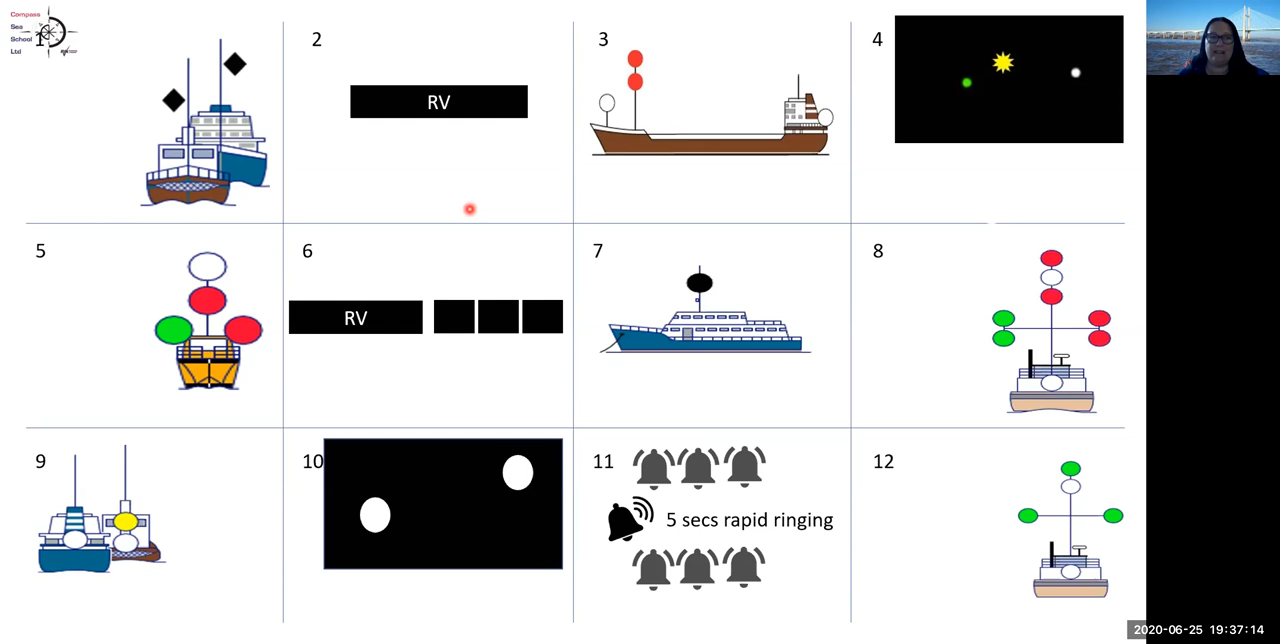 Compass
Sea
School
Ltd
1
2
3
4
RV
5
6
7
8
RV
9
10
11
12
5 secs rapid ringing
2020-06-25 19:37:14